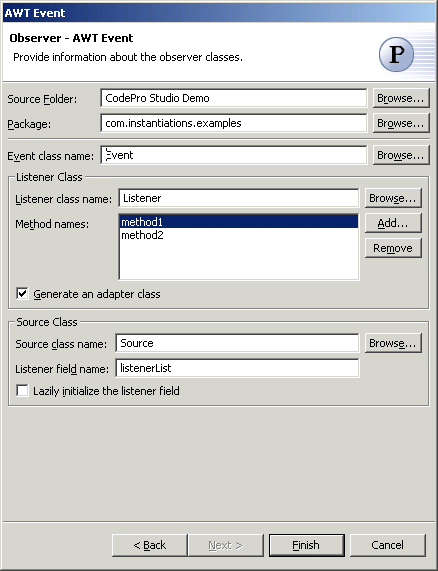 AWT Event
Observer - AWT Event
Provide information about the observer classes.
P
Source Folder: CodePro Studio Demo Browse...
Package: com.instantiations.examples Browse...
Event class name: Event Browse...
Listener Class
Listener class name: Listener Browse...
Method names: method1 Add...
method2
Remove
Generate an adapter class
Source Class
Source class name: Source Browse...
Listener field name: listenerList
Lazily initialize the listener field
< Back Next > Finish Cancel